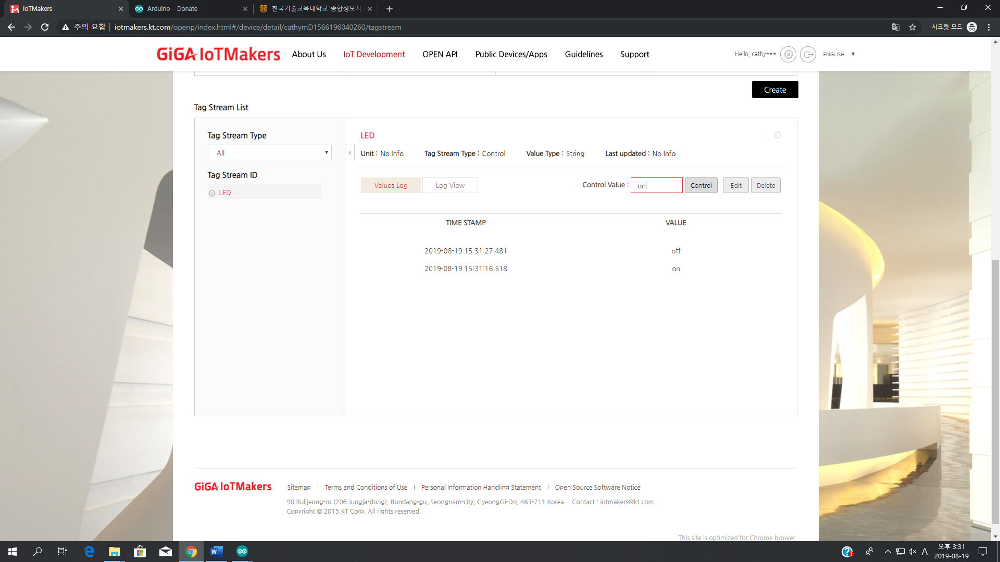 IoTMakers
Arduino - Donate
한국기술교육대학교 종합정보시
주의 요함
iotmakers.kt.com/openp/index.html#/device/detail/cathymD1566196040260/tagstream
시크릿 모드
GiGA IoTMakers
About Us
IoT Development
OPEN API
Public Devices/Apps
Guidelines
Support
Hello, cathy***
ENGLISH
Create
Tag Stream List
Tag Stream Type
All
Tag Stream ID
LED
LED
Unit : No Info
Tag Stream Type : Control
Value Type : String
Last updated : No Info
Values Log
Log View
Control Value :
on
Control
Edit
Delete
TIME STAMP
VALUE
2019-08-19 15:31:27.481
off
2019-08-19 15:31:16.518
on
GiGA IoTMakers
Sitemap | Terms and Conditions of Use | Personal Information Handling Statement | Open Source Software Notice
90 Bulljeong-ro (206 Jungja-dong), Bundang-gu, Seongnam-city, GyeongGi-Do, 463-711 Korea. Contact : iotmakers@kt.com
Copyright © 2015 KT Corp. All rights reserved.
This site is optimized for Chrome brower.
A
오후 3:31
2019-08-19